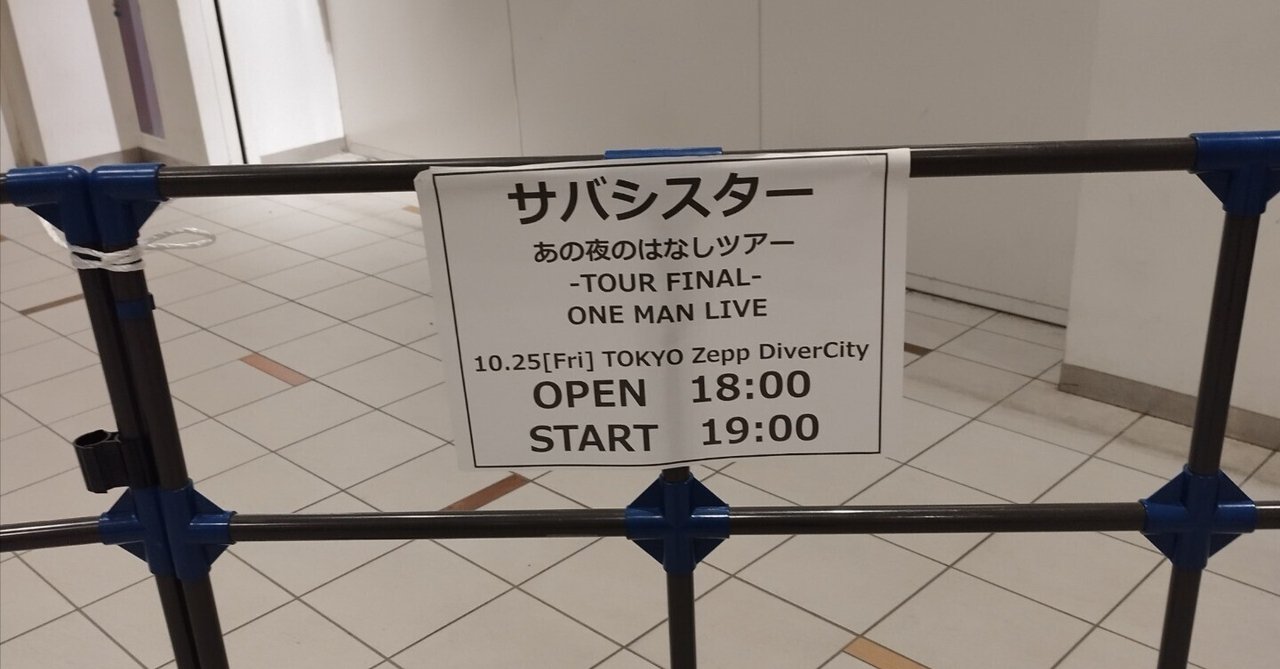 サバシスター
あの夜のはなしツアー
-TOUR FINAL-
ONE MAN LIVE
10.25[Fri] TOKYO Zepp DiverCity
OPEN 18:00
START 19:00